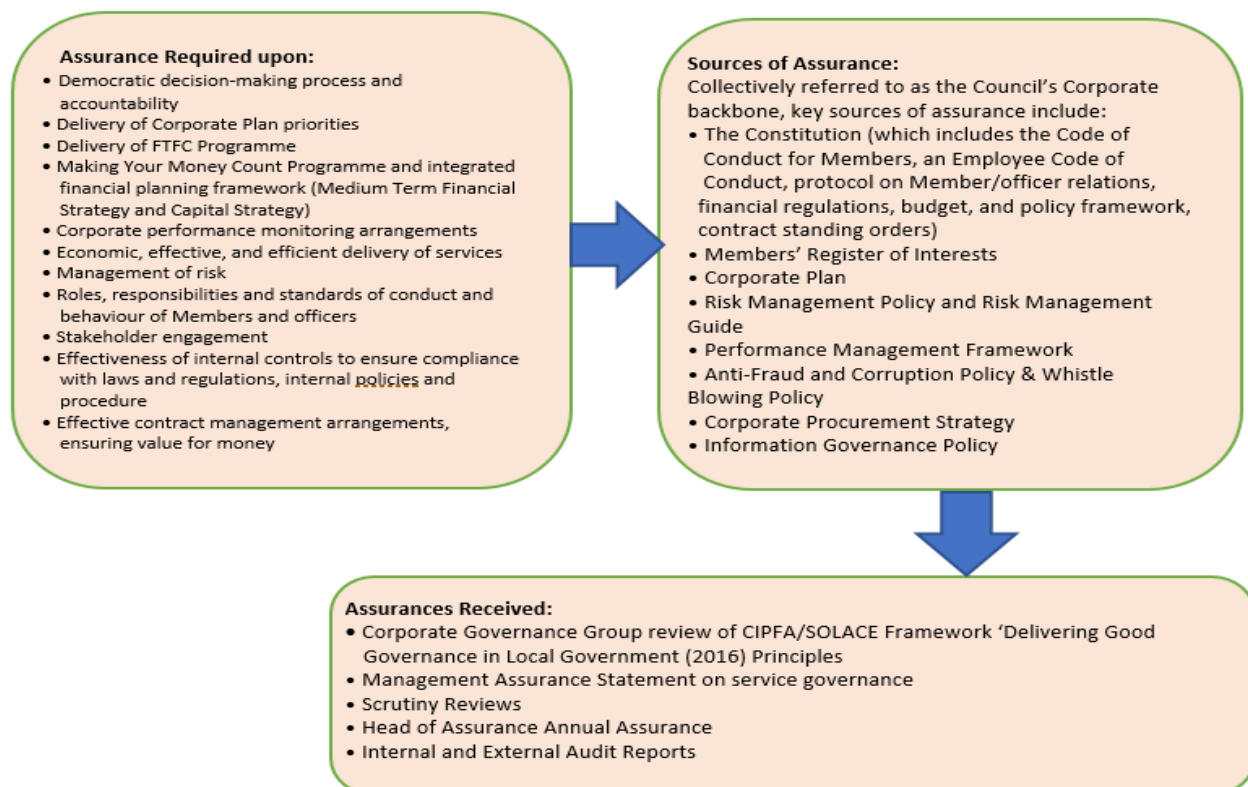 Assurance Required upon:
• Democratic decision-making process and
accountability
• Delivery of Corporate Plan priorities
• Delivery of FTFC Programme
• Making Your Money Count Programme and integrated
financial planning framework (Medium Term Financial
Strategy and Capital Strategy)
• Corporate performance monitoring arrangements
• Economic, effective, and efficient delivery of services
• Management of risk
• Roles, responsibilities and standards of conduct and
behaviour of Members and officers
• Stakeholder engagement
• Effectiveness of internal controls to ensure compliance
with laws and regulations, internal policies and
procedure
• Effective contract management arrangements,
ensuring value for money
Sources of Assurance:
Collectively referred to as the Council’s Corporate
backbone, key sources of assurance include:
• The Constitution (which includes the Code of
Conduct for Members, an Employee Code of
Conduct, protocol on Member/officer relations,
financial regulations, budget, and policy framework,
contract standing orders)
• Members’ Register of Interests
• Corporate Plan
• Risk Management Policy and Risk Management
Guide
• Performance Management Framework
• Anti-Fraud and Corruption Policy & Whistle
Blowing Policy
• Corporate Procurement Strategy
• Information Governance Policy
Assurances Received:
• Corporate Governance Group review of CIPFA/SOLACE Framework ‘Delivering Good
Governance in Local Government (2016) Principles
• Management Assurance Statement on service governance
• Scrutiny Reviews
• Head of Assurance Annual Assurance
• Internal and External Audit Reports